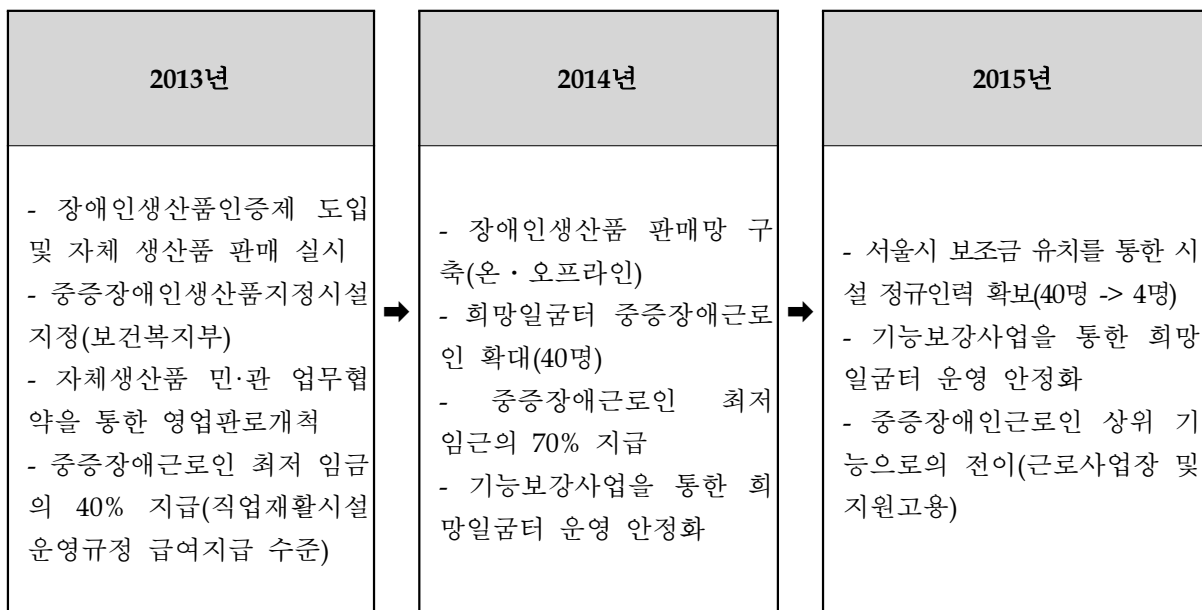 2013년
- 장애인생산품인증제 도입
및 자체 생산품 판매 실시
- 중증장애인생산품지정시설
지정(보건복지부)
- 자체생산품 민·관 업무협
약을 통한 영업판로개척
- 중증장애근로인 최저 임금
의 40% 지급(직업재활시설
운영규정 급여지급 수준)
➡
2014년
- 장애인생산품 판매망 구
축(온·오프라인)
- 희망일굼터 중증장애근로
인 확대(40명)
- 중증장애근로인 최저
임근의 70% 지급
- 기능보강사업을 통한 희
망일굼터 운영 안정화
➡
2015년
- 서울시 보조금 유치를 통한 시
설 정규인력 확보(40명 -> 4명)
- 기능보강사업을 통한 희망
일굼터 운영 안정화
- 중증장애인근로인 상위 기
능으로의 전이(근로사업장 및
지원고용)